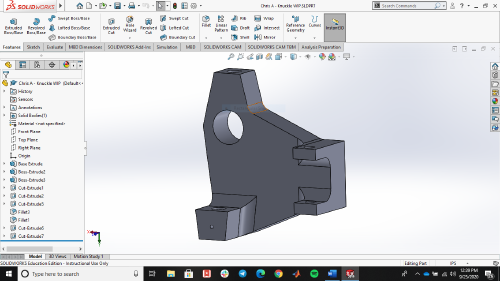 SOLIDWORKS
Chris A - Knuckle WIP.SLDPRT
Search Commands
Extruded Boss/Base
Revolved Boss/Base
Swept Boss/Base
Lofted Boss/Base
Boundary Boss/Base
Extruded Cut
Hole Wizard
Revolved Cut
Swept Cut
Lofted Cut
Boundary Cut
Fillet
Linear Pattern
Rib
Draft
Shell
Wrap
Intersect
Mirror
Reference Geometry
Curves
Instant3D
Features Sketch Evaluate MBD Dimensions SOLIDWORKS Add-Ins Simulation MBD SOLIDWORKS CAM SOLIDWORKS CAM TBM Analysis Preparation
Chris A - Knuckle WIP (Default<<
History
Sensors
Annotations
Solid Bodies(1)
Material <not specified>
Front Plane
Top Plane
Right Plane
Origin
Base Extrude
Boss-Extrude2
Boss-Extrude3
Cut-Extrude1
Cut-Extrude2
Cut-Extrude5
Fillet3
Fillet1
Cut-Extrude6
Cut-Extrude7
Model 3D Views Motion Study 1
SOLIDWORKS Education Edition - Instructional Use Only
Editing Part
IPS
Type here to search
12:39 PM
9/25/2020